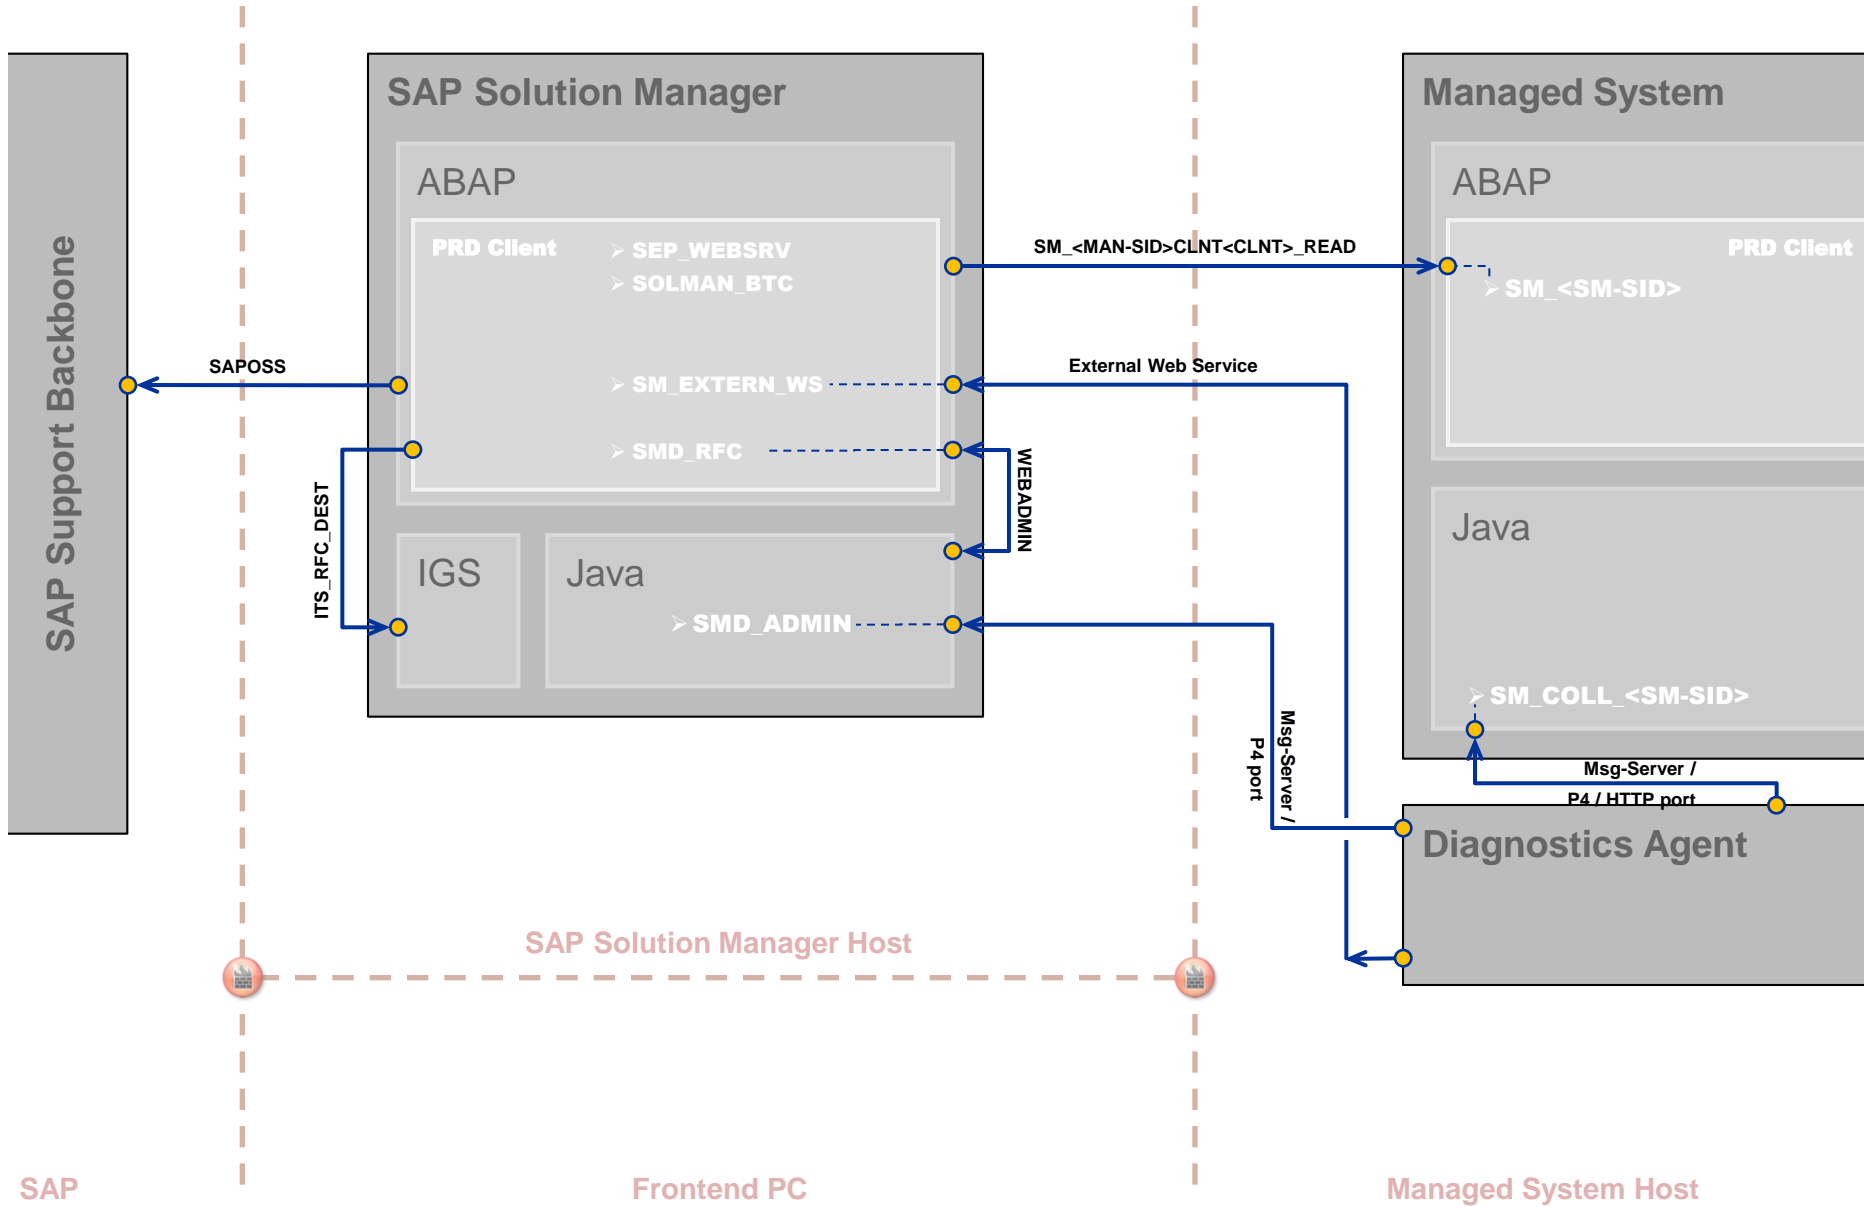 SAP Support Backbone
SAP Solution Manager
ABAP
PRD Client
SEP_WEBSRV
SOLMAN_BTC
SM_EXTERN_WS
SMD_RFC
IGS
Java
SMD_ADMIN
SAPOSS
ITS_RFC_DEST
WEBADMIN
SM_<MAN-SID>CLNT<CLNT>_READ
External Web Service
Msg-Server /
P4 port
Managed System
ABAP
PRD Client
SM_<SM-SID>
Java
SM_COLL_<SM-SID>
Msg-Server /
P4 / HTTP port
Diagnostics Agent
SAP Solution Manager Host
SAP
Frontend PC
Managed System Host